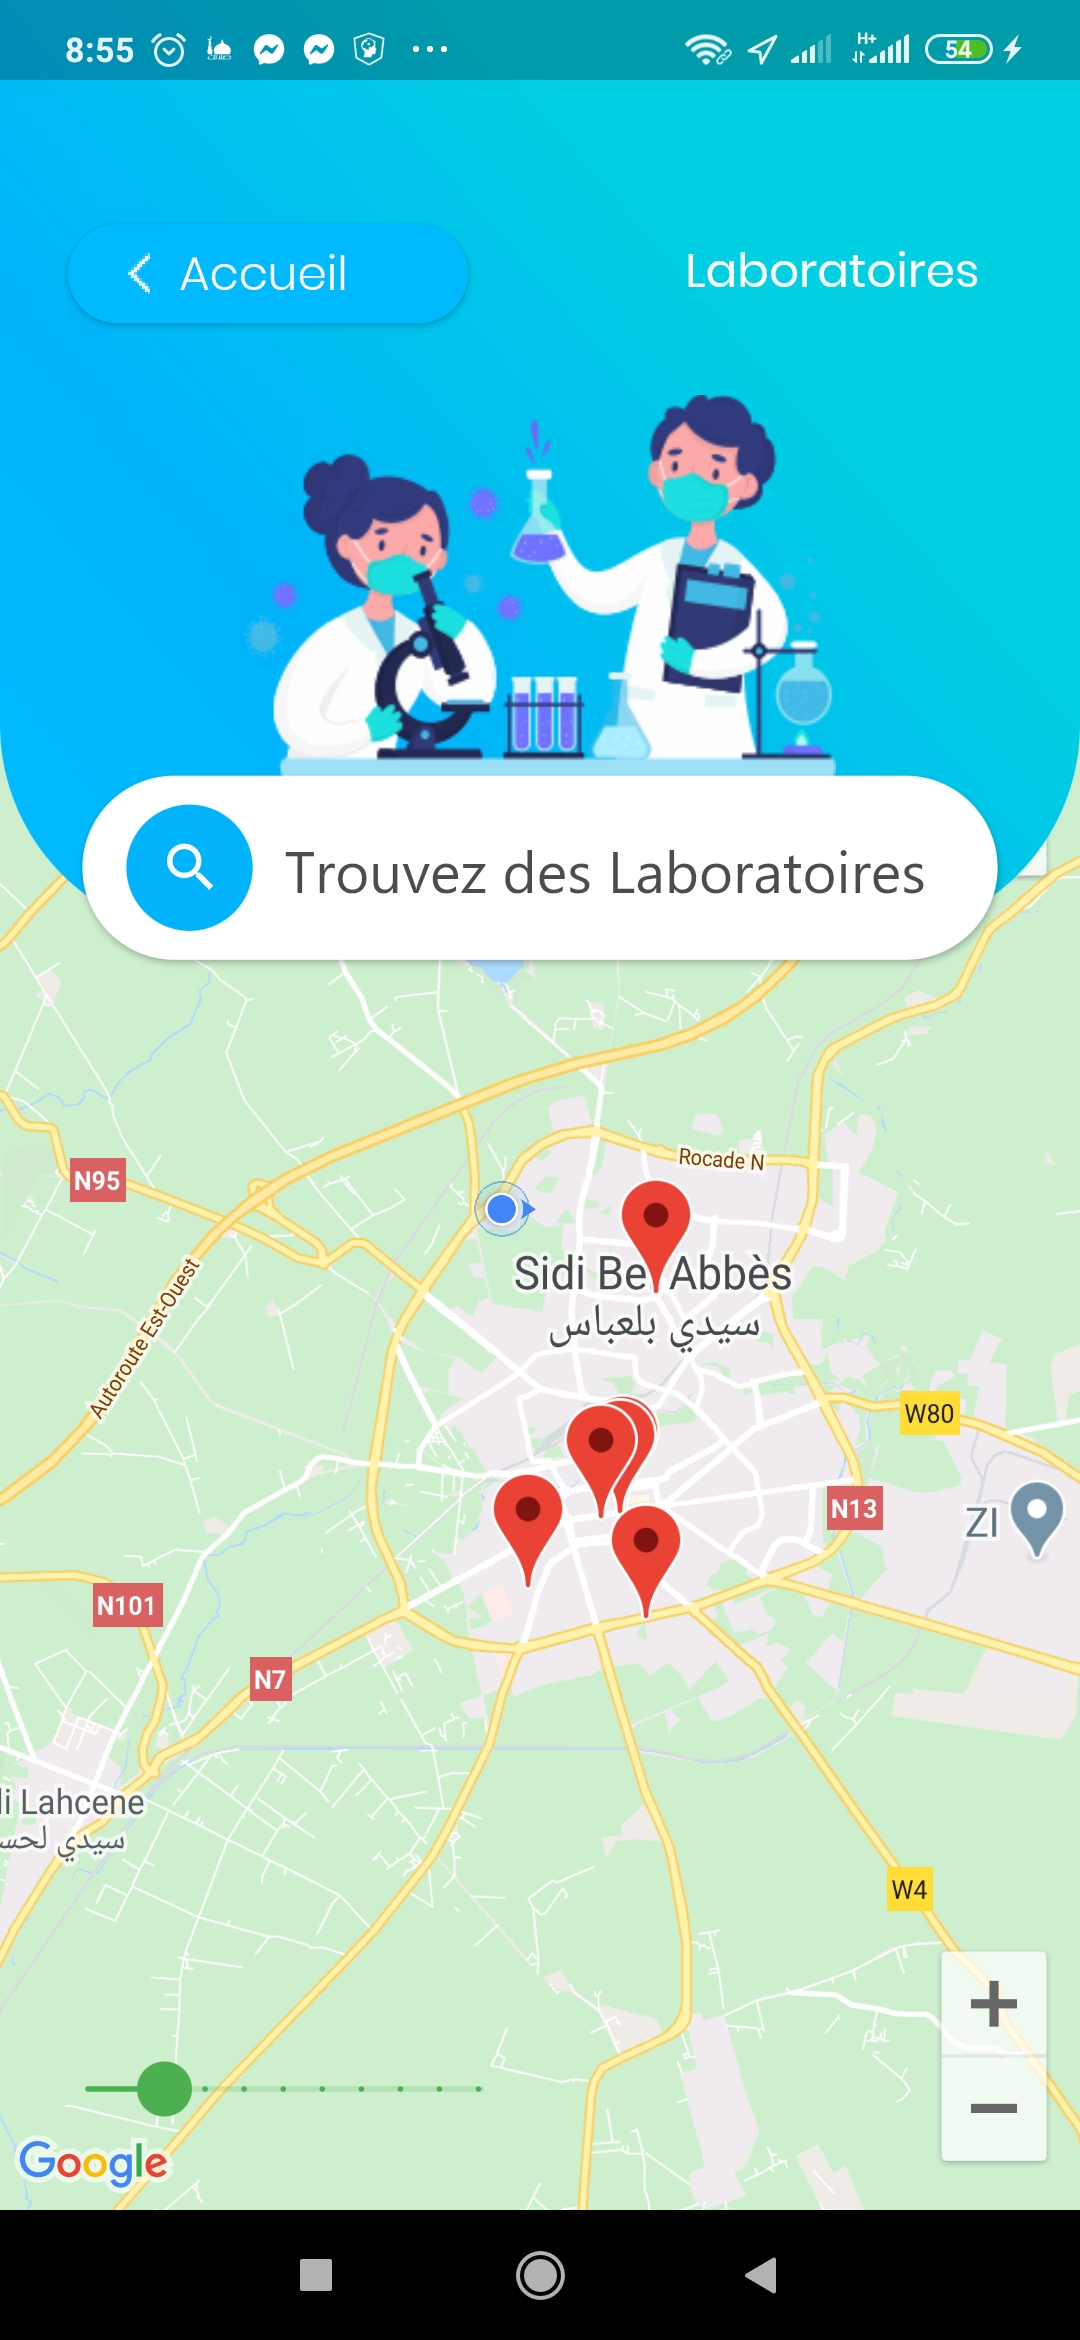 8:55
H+
54
Accueil
Laboratoires
Trouvez des Laboratoires
Rocade N
N95
Sidi Be Abbès
سيدي بلعباس
Autoroute Est-Ouest
W80
N13
ZI
N101
N7
li Lahcene
سيدي لحس
W4
+
−
Google